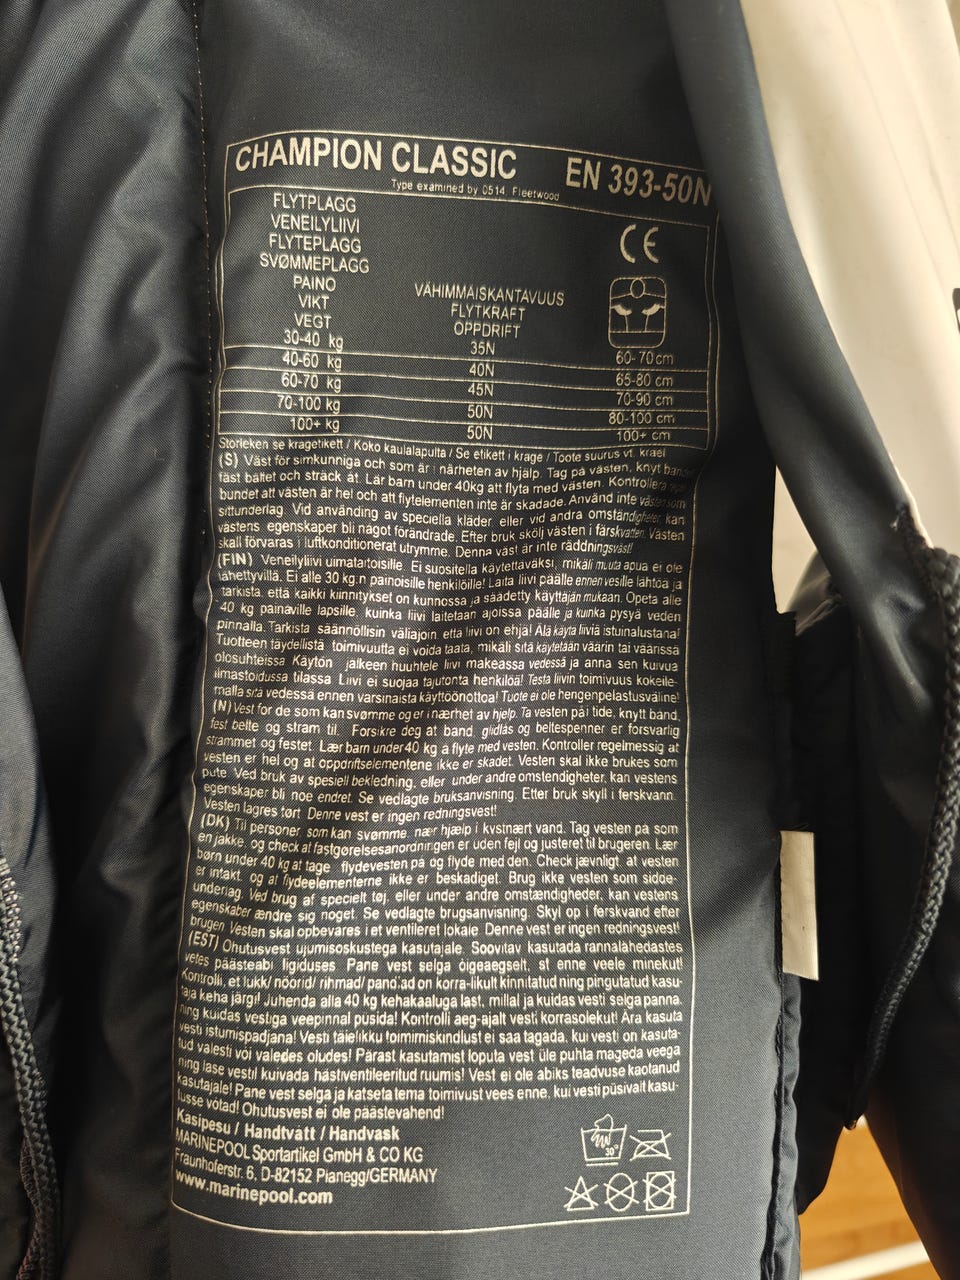 CHAMPION CLASSIC EN 393-50N
Type examined by 0514, Fleetwood
FLYTPLAGG
VENEILYLIIVI
FLYTEPLAGG
SVØMMEPLAGG
CE
PAINO
VIKT VÄHIMMAISKANTAVUUS
VEGT FLYTKRAFT
OPPDRIFT
30-40 kg 35N 60-70 cm
40-60 kg 40N 65-80 cm
60-70 kg 45N 70-90 cm
70-100 kg 50N 80-100 cm
100+ kg 50N 100+ cm
Storleken se kragetikett / Koko kaulalapulta / Se etikett i krage / Toote suurus vt. krael
(S) Väst för simkunniga och som är i närheten av hjälp. Tag på västen, knyt band
läst bältet och sträck åt. Lär barn under 40kg att flyta med västen. Kontrollera
bundet att västen är hel och att flytelementen inte är skadade. Använd inte västen som
sittunderlag. Vid användning av speciella kläder eller vid andra omständigheter, kan
västens egenskaper bli något förändrade. Efter bruk skölj västen i färskvatten. Västen
skall förvaras i luftkonditionerat utrymme. Denna väst är inte räddningsväst!
(FIN) Veneilyliivi uimataitoisille. Ei suositella käytettäväksi, mikäli muuta apua ei ole
lähettyvillä. Ei alle 30 kg:n painoisille henkilöille! Laita liivi päälle ennen vesille lähtöä ja
tarkista, että kaikki kiinnitykset on kunnossa ja säädetty käyttäjän mukaan. Opeta alle
40 kg painaville lapsille, kuinka liivi laitetaan ajoissa päälle ja kuinka pysyä veden
pinnalla. Tarkista säännöllisin väliajoin, että liivi on ehjä! Älä käytä liiviä istuinalustana!
Tuotteen täydellistä toimivuutta ei voida taata, mikäli sitä käytetään väärin tai väärissä
olosuhteissa Käytön jälkeen huuhtele liivi makeassa vedessä ja anna sen kuivua
ilmastoidussa tilassa Liivi ei suojaa tajutonta henkilöä! Testa liivin toimivuus kokeile-
malla sitä vedessä ennen varsinaista käyttöönottoa! Tuote ei ole hengenpelastusväline!
(N) Vest for de som kan svømme og er i nærhet av hjelp. Ta vesten på i tide, knytt band,
fest belte og stram til. Forsikre deg at band, glidlås og beltespenner er forsvarlig
strammet og festet. Lær barn under 40 kg å flyte med vesten. Kontroller regelmessig at
vesten er hel og at oppdriftselementene ikke er skadet. Vesten skal ikke brukes som
pute. Ved bruk av spesiell bekledning, eller under andre omstendigheter, kan vestens
egenskaper bli noe endret. Se vedlagte bruksanvisning. Etter bruk skyll i ferskvann.
Vesten lagres tørt. Denne vest er ingen redningsvest!
(DK) Til personer, som kan svømme, nær hjælp i kystnært vand. Tag vesten på som
en jakke, og check at fastgørelsesanordningen er uden fejl og justeret til brugeren. Lær
børn under 40 kg at tage flydevesten på og flyde med den. Check jævnligt, at vesten
er intakt, og at flydeelementerne ikke er beskadiget. Brug ikke vesten som sidde-
underlag. Ved brug af specielt tøj, eller under andre omstændigheder, kan vestens
egenskaber ændre sig noget. Se vedlagte brugsanvisning. Skyl op i ferskvand efter
brugen Vesten skal opbevares i et ventileret lokale Denne vest er ingen redningsvest!
(EST) Ohutusvest ujumisoskustega kasutajale. Soovitav kasutada rannalähedastes
vetes päästeabi ligiduses Pane vest selga õigeaegselt, st enne veele minekut!
Kontrolli, et lukk/ nöörid/ rihmad/ pandlad on korralikult kinnitatud ning pingutatud kasu-
taja keha järgi! Juhenda alla 40 kg kehakaaluga last, millal ja kuidas vesti selga panna
ning kuidas vestiga veepinnal püsida! Kontrolli aeg-ajalt vesti korrasolekut! Ära kasuta
vesti istumispadjana! Vesti täielikku toimimiskindlust ei saa tagada, kui vesti on kasuta-
tud valesti või valedes oludes! Pärast kasutamist loputa vest üle puhta mageda veega
ning lase vestil kuivada hästiventileeritud ruumis! Vest ei ole abiks teadvuse kaotanud
kasutajale! Pane vest selga ja katseta tema toimivust vees enne, kui vesti püsivalt kasu-
tusse võtad! Ohutusvest ei ole päästevahend!
Käsipesu / Handtvätt / Handvask
MARINEPOOL Sportartikel GmbH & CO KG
Fraunhoferstr. 6, D-82152 Planegg/GERMANY
www.marinepool.com
30°